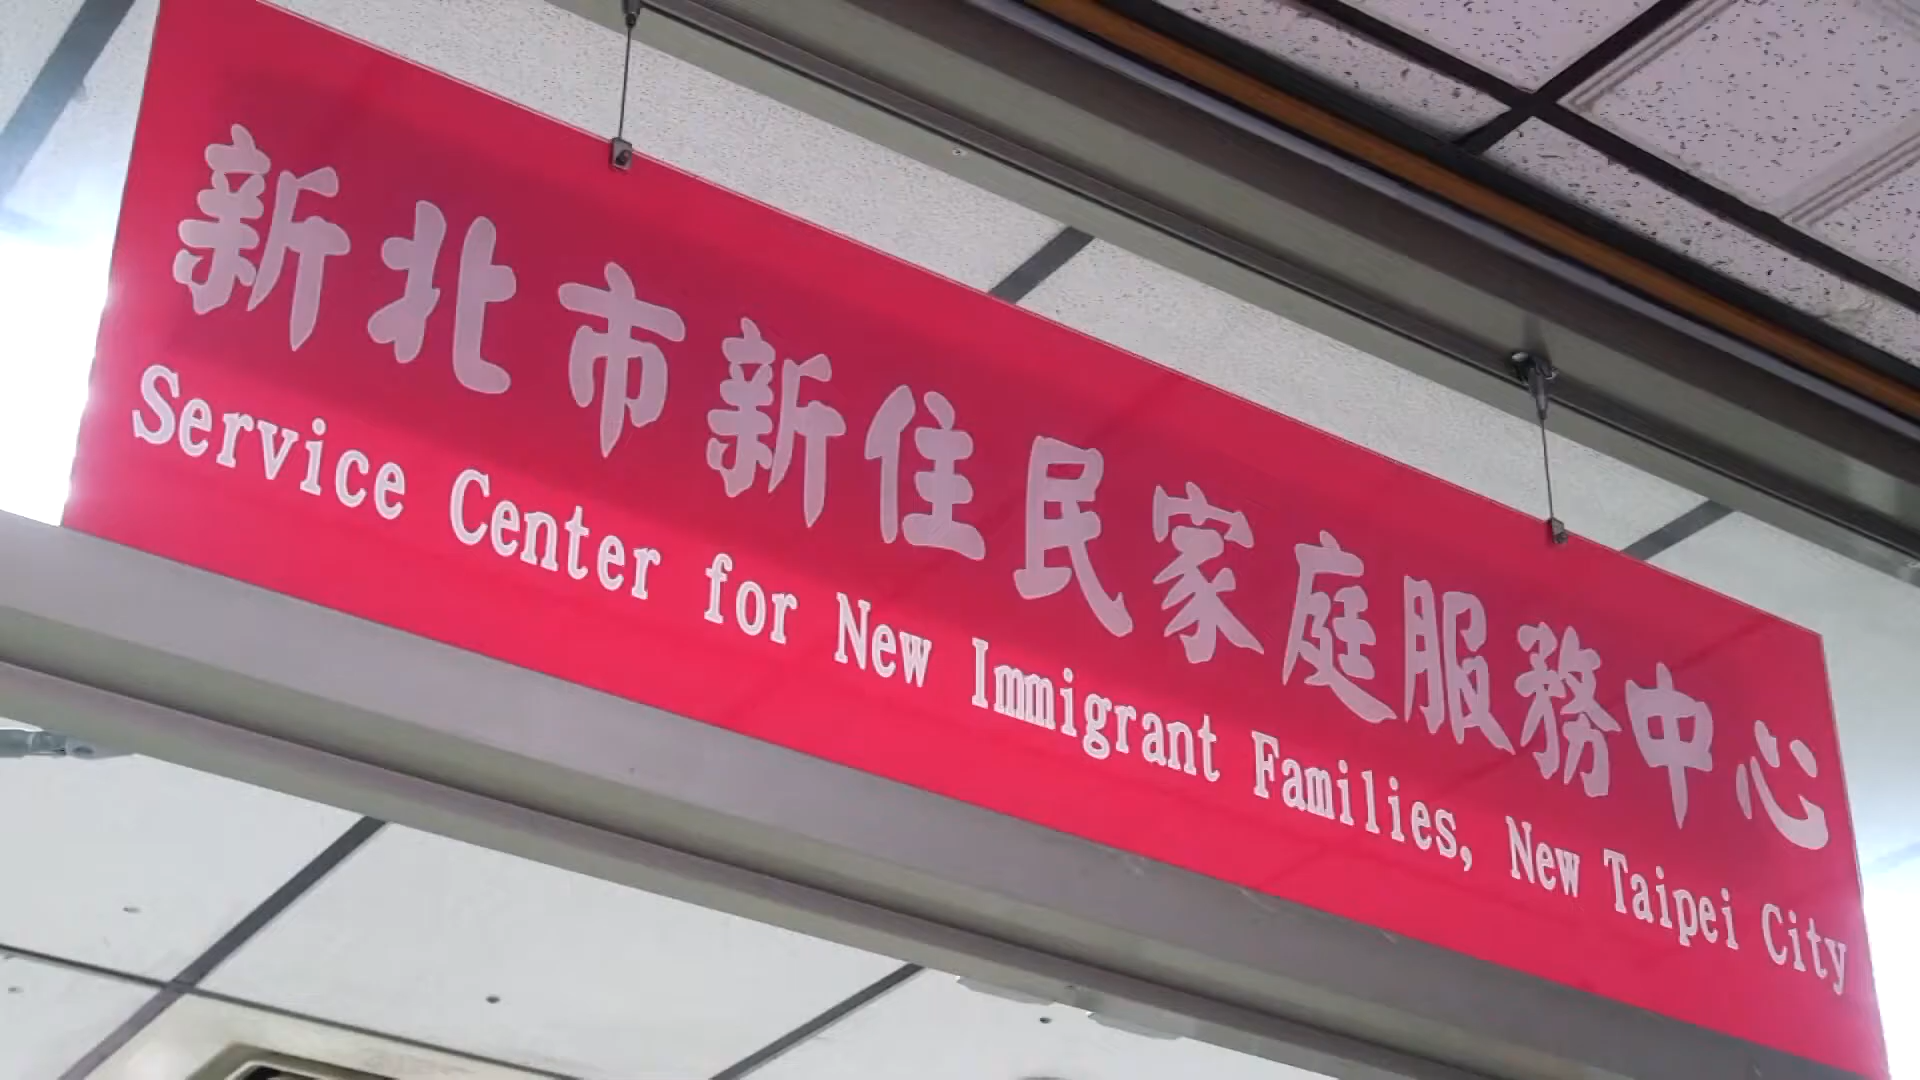 新北市新住民家庭服務中心
Service Center for New Immigrant Families, New Taipei City